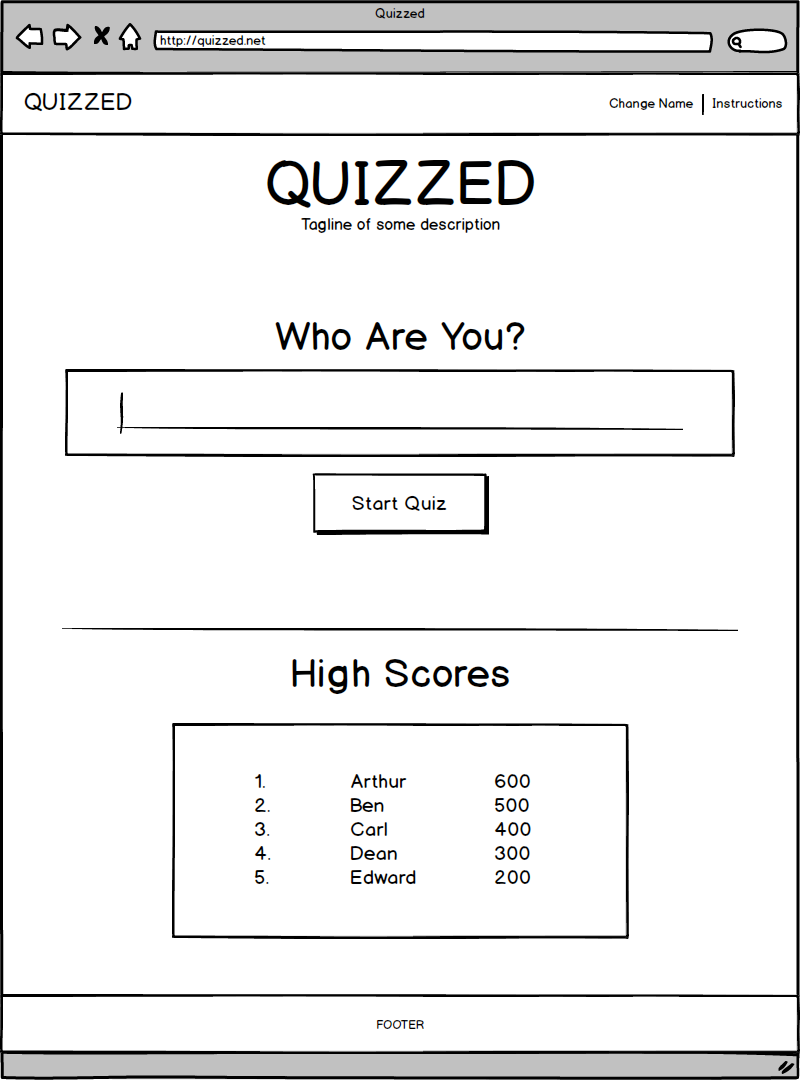 Quizzed
http://quizzed.net
QUIZZED
Change Name | Instructions
QUIZZED
Tagline of some description
Who Are You?
Start Quiz
High Scores
1. Arthur 600
2. Ben 500
3. Carl 400
4. Dean 300
5. Edward 200
FOOTER